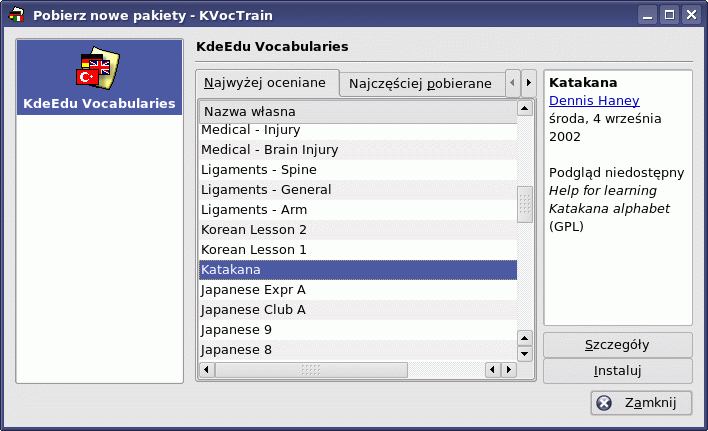 Pobierz nowe pakiety - KVocTrain
KdeEdu Vocabularies
KdeEdu Vocabularies
Najwyżej oceniane
Najczęściej pobierane
Nazwa własna
Medical - Injury
Medical - Brain Injury
Ligaments - Spine
Ligaments - General
Ligaments - Arm
Korean Lesson 2
Korean Lesson 1
Katakana
Japanese Expr A
Japanese Club A
Japanese 9
Japanese 8
Katakana
Dennis Haney
środa, 4 września
2002
Podgląd niedostępny
Help for learning
Katakana alphabet
(GPL)
Szczegóły
Instaluj
Zamknij